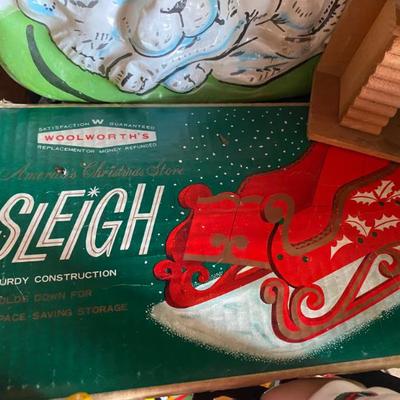 SATISFACTION W GUARANTEED
WOOLWORTH'S
REPLACEMENT OR MONEY REFUNDED
America's Christmas Store
SLEIGH
URDY CONSTRUCTION
OLDS DOWN FOR
PACE-SAVING STORAGE